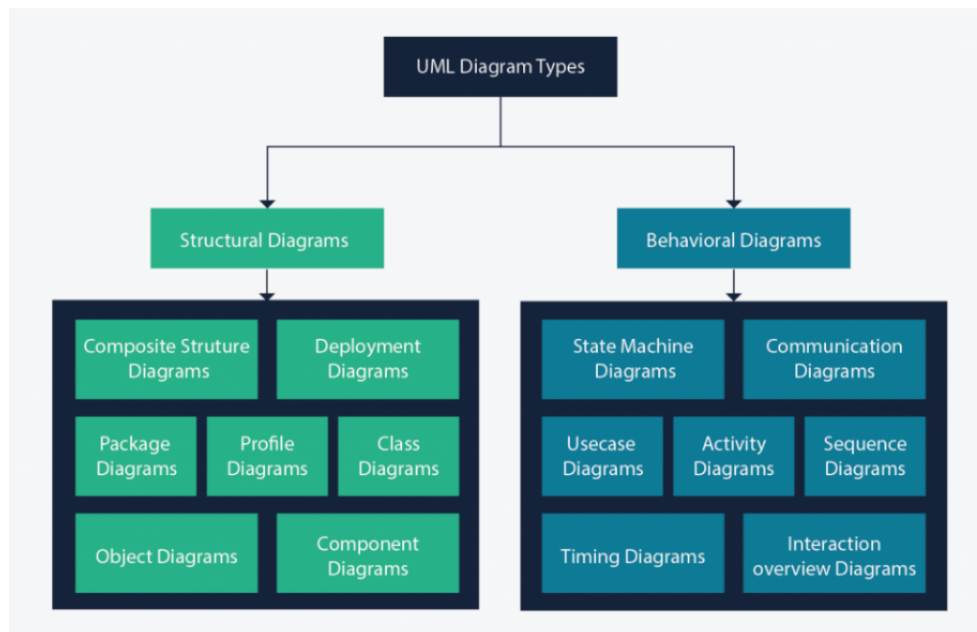 UML Diagram Types
Structural Diagrams
Behavioral Diagrams
Composite Struture
Diagrams
Deployment
Diagrams
Package
Diagrams
Profile
Diagrams
Class
Diagrams
Object Diagrams
Component
Diagrams
State Machine
Diagrams
Communication
Diagrams
Usecase
Diagrams
Activity
Diagrams
Sequence
Diagrams
Timing Diagrams
Interaction
overview Diagrams